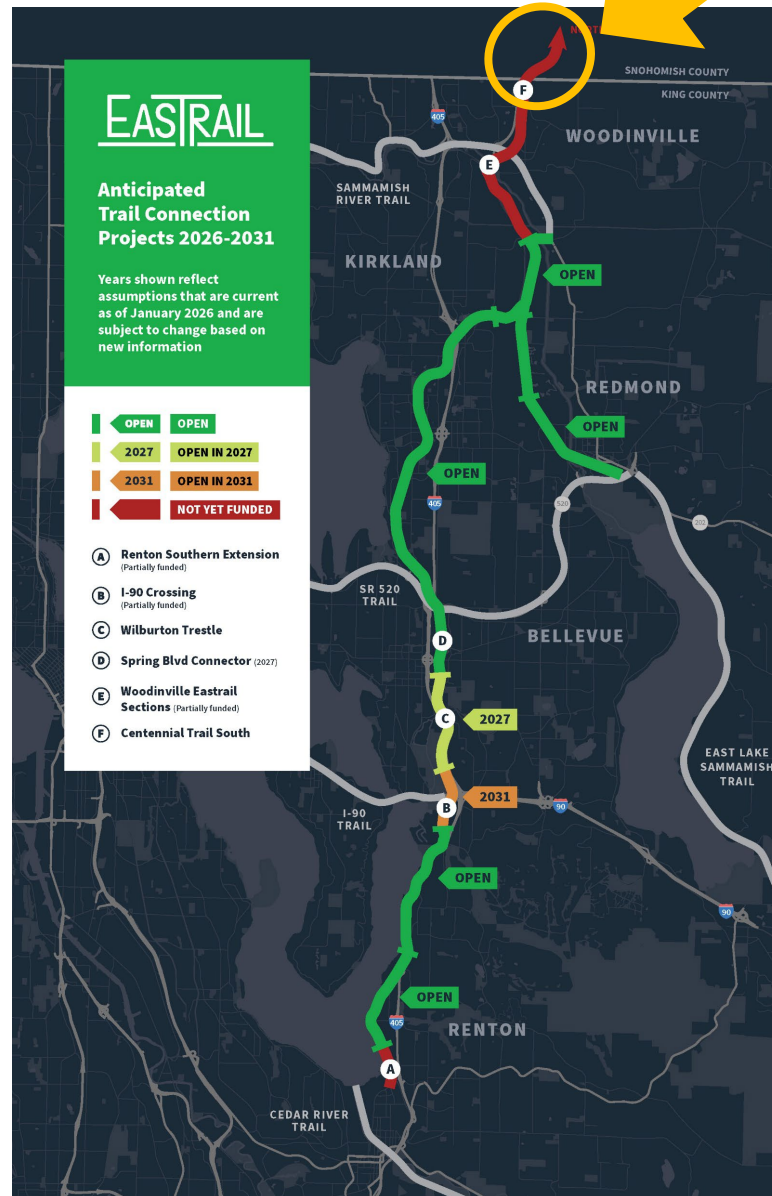 SNOHOMISH COUNTY
KING COUNTY
F
405
WOODINVILLE
E
SAMMAMISH
RIVER TRAIL
KIRKLAND
OPEN
REDMOND
OPEN
OPEN
405
520
202
SR 520
TRAIL
D
BELLEVUE
C
2027
EAST LAKE
SAMMAMISH
TRAIL
B
2031
90
I-90
TRAIL
OPEN
90
OPEN
405
RENTON
A
CEDAR RIVER
TRAIL
EASTRAIL
Anticipated
Trail Connection
Projects 2026-2031
Years shown reflect
assumptions that are current
as of January 2026 and are
subject to change based on
new information
OPEN OPEN
2027 OPEN IN 2027
2031 OPEN IN 2031
NOT YET FUNDED
A Renton Southern Extension
(Partially funded)
B I-90 Crossing
(Partially funded)
C Wilburton Trestle
D Spring Blvd Connector (2027)
E Woodinville Eastrail
Sections (Partially funded)
F Centennial Trail South